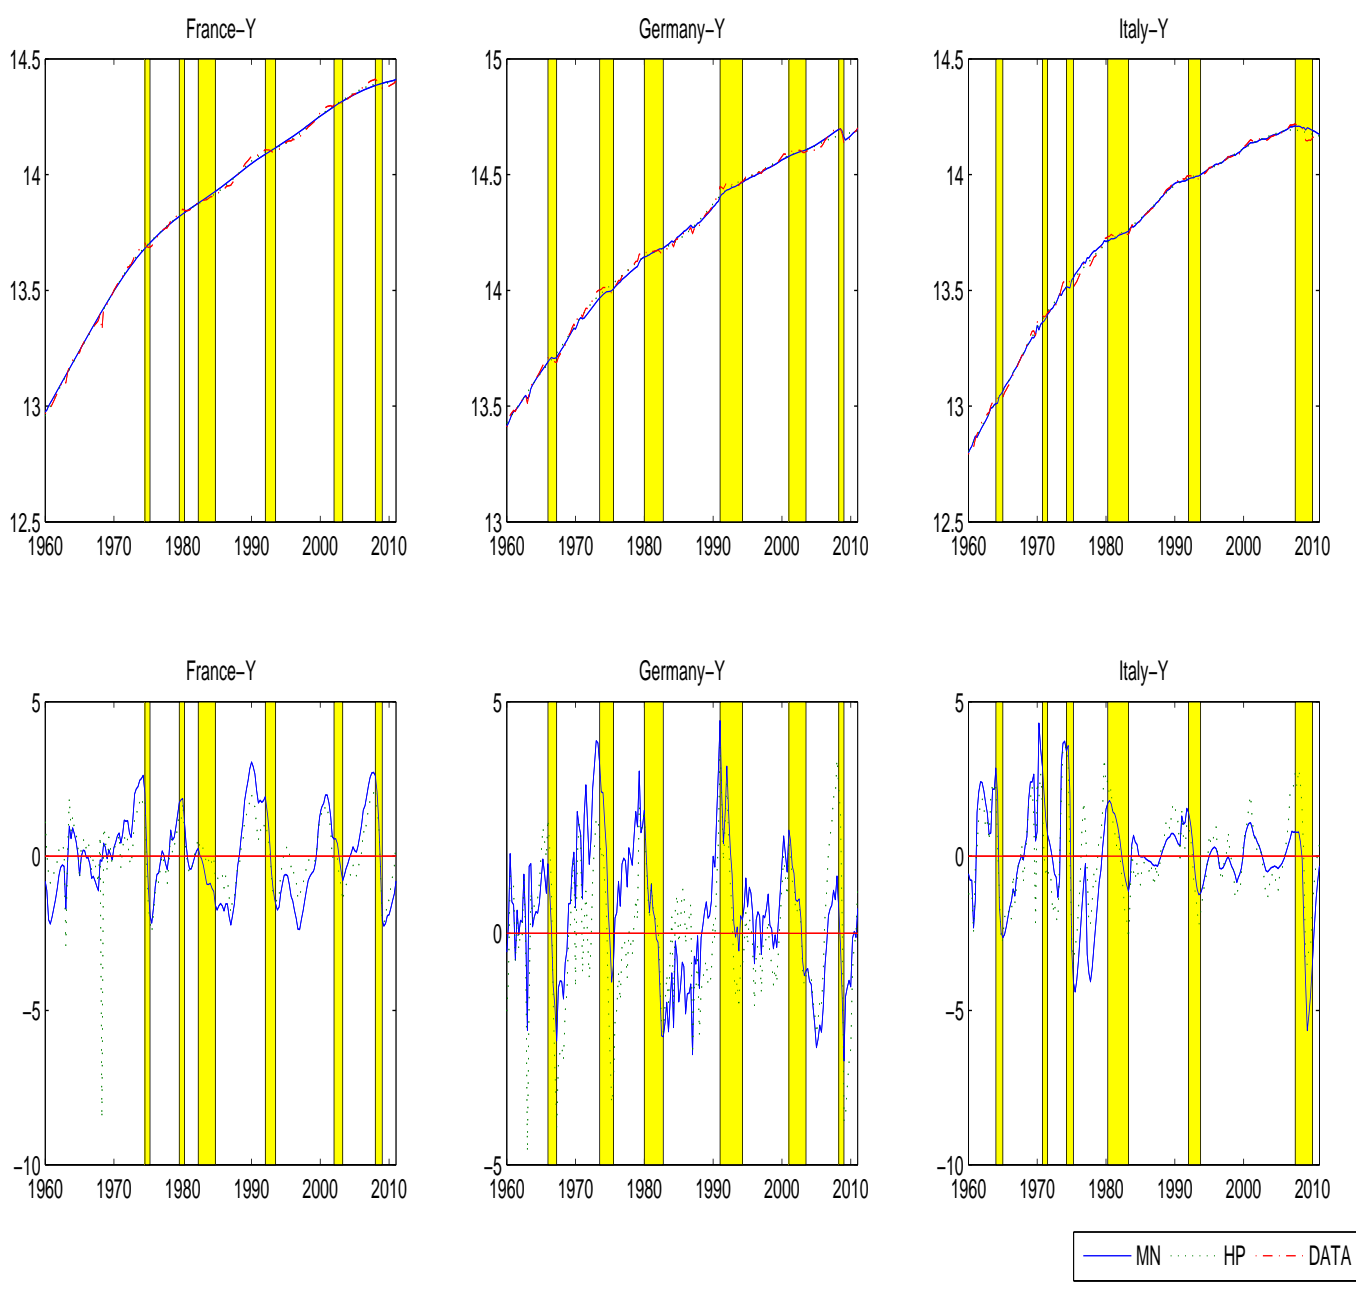 France−Y Germany−Y Italy−Y
14.5 15 14.5
14 14.5 14
13.5 14 13.5
13 13.5 13
12.5 13 12.5
1960 1970 1980 1990 2000 2010 1960 1970 1980 1990 2000 2010 1960 1970 1980 1990 2000 2010
France−Y Germany−Y Italy−Y
5 5 5
0 0 0
−5 −5
−10 −5 −10
1960 1970 1980 1990 2000 2010 1960 1970 1980 1990 2000 2010 1960 1970 1980 1990 2000 2010
MN HP DATA